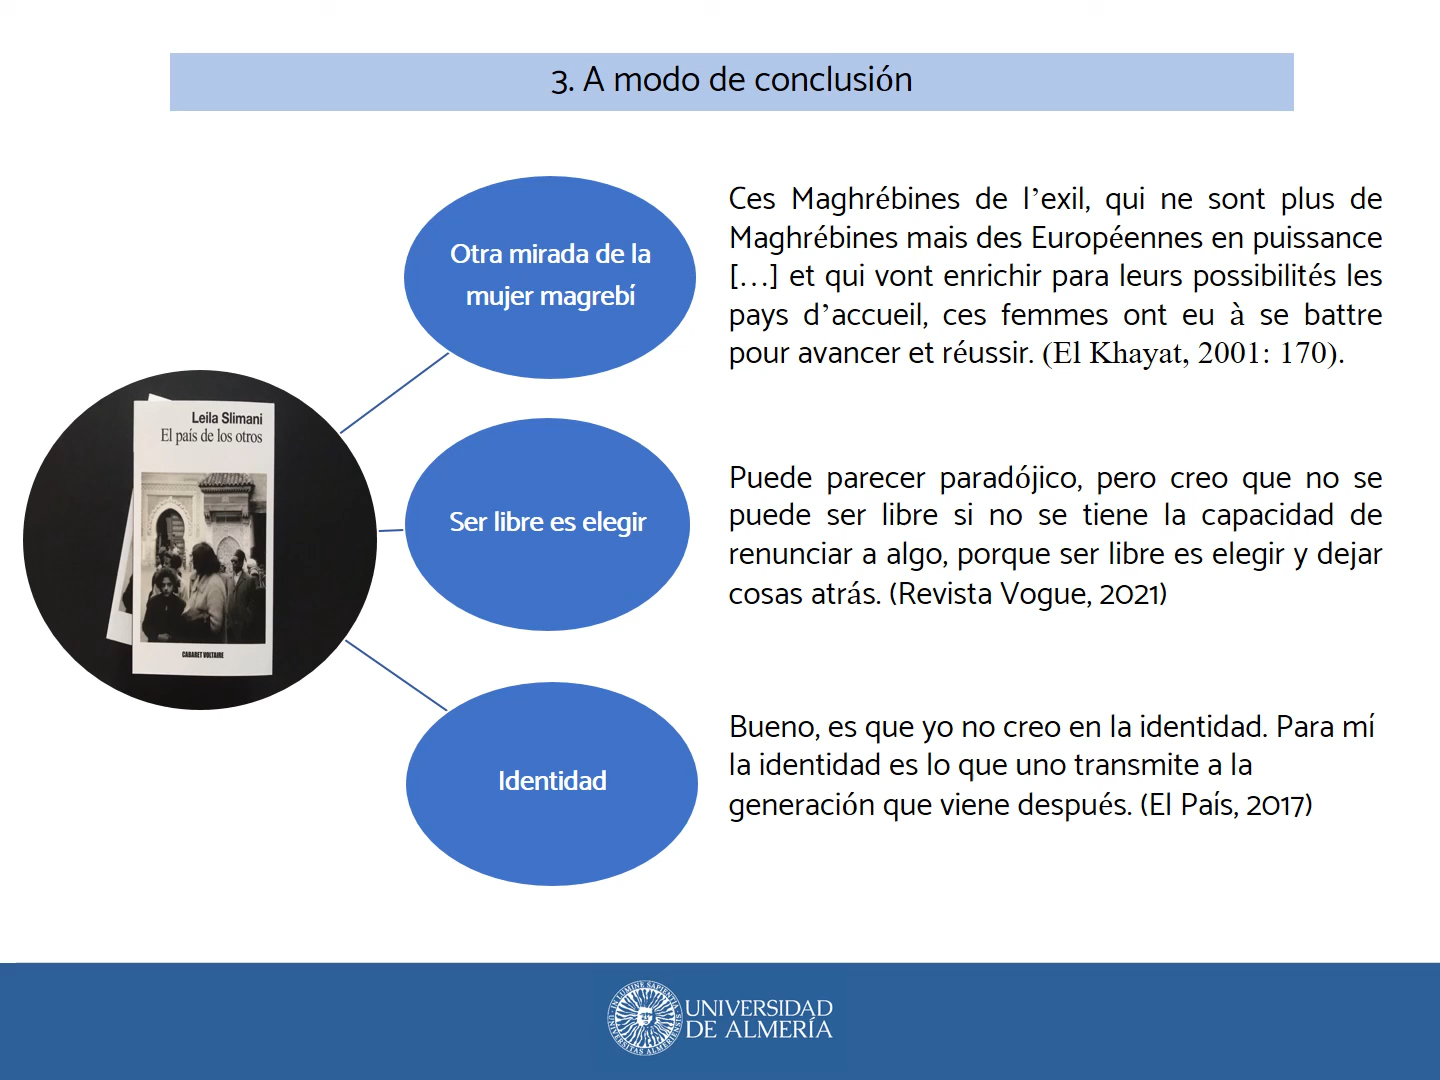 3. A modo de conclusión
Otra mirada de la
mujer magrebí
Ces Maghrébines de l’exil, qui ne sont plus de
Maghrébines mais des Européennes en puissance
[…] et qui vont enrichir para leurs possibilités les
pays d’accueil, ces femmes ont eu à se battre
pour avancer et réussir. (El Khayat, 2001: 170).
Leila Slimani
El país de los otros
CABARET VOLTAIRE
Ser libre es elegir
Puede parecer paradójico, pero creo que no se
puede ser libre si no se tiene la capacidad de
renunciar a algo, porque ser libre es elegir y dejar
cosas atrás. (Revista Vogue, 2021)
Identidad
Bueno, es que yo no creo en la identidad. Para mí
la identidad es lo que uno transmite a la
generación que viene después. (El País, 2017)
IN LUMINE SAPIENTIA
UNIVERSITAS ALMERIENSIS
UNIVERSIDAD
DE ALMERÍA